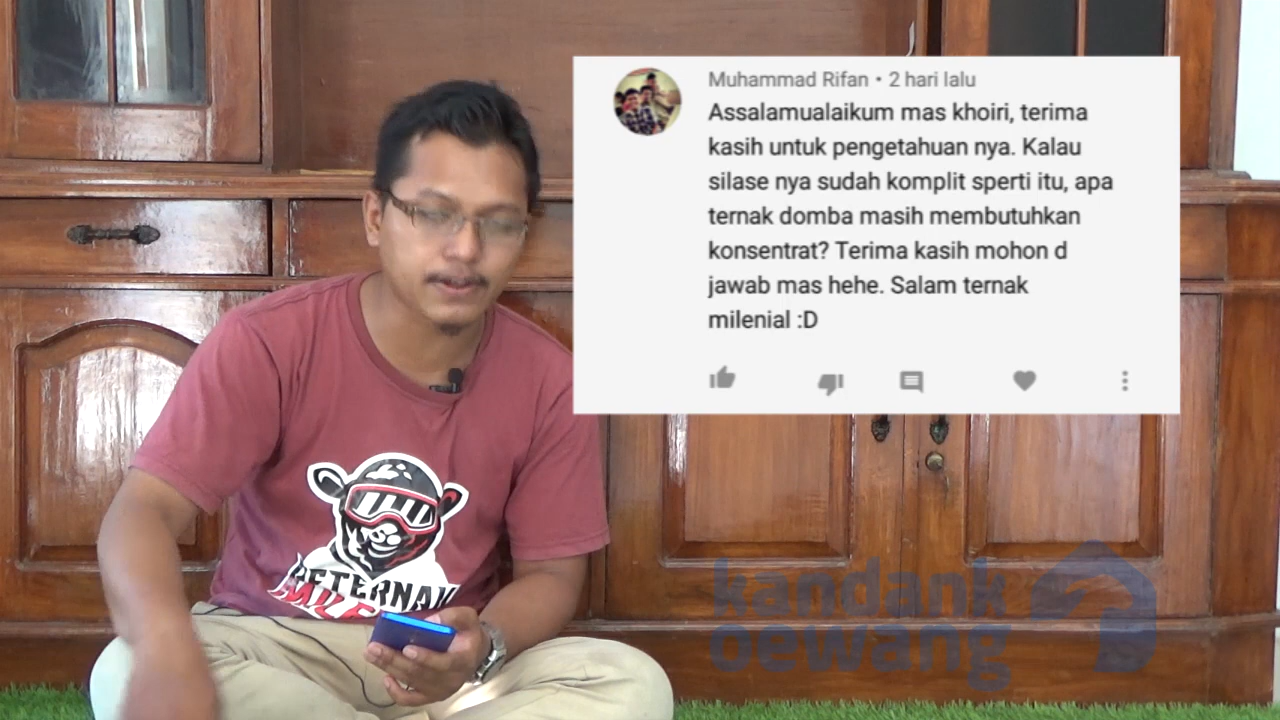 Muhammad Rifan • 2 hari lalu
Assalamualaikum mas khoiri, terima
kasih untuk pengetahuan nya. Kalau
silase nya sudah komplit sperti itu, apa
ternak domba masih membutuhkan
konsentrat? Terima kasih mohon d
jawab mas hehe. Salam ternak
milenial :D
kandank
oewang